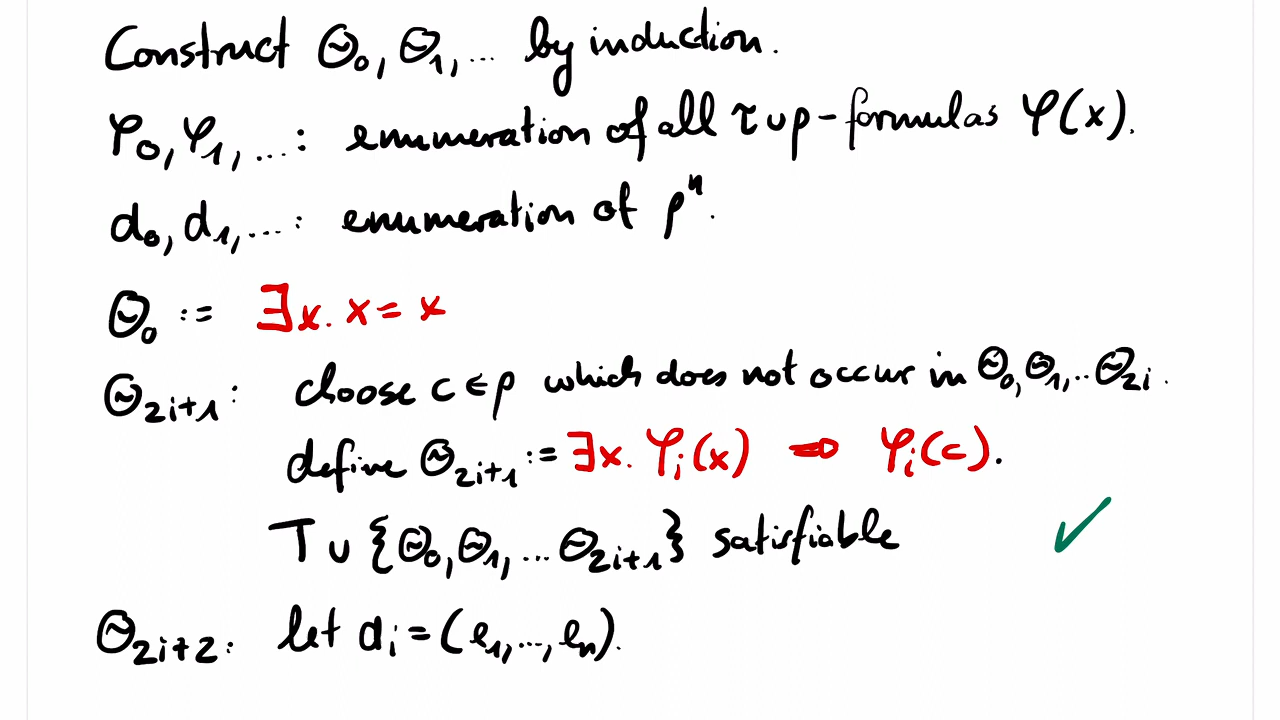 Construct Θ₀, Θ₁, ... by induction.
φ₀, φ₁, ...: enumeration of all τ∪ρ-formulas φ(x).
d₀, d₁, ...: enumeration of ρⁿ.
Θ₀ := ∃x. x = x
Θ₂ᵢ₊₁: choose c ∈ ρ which does not occur in Θ₀, Θ₁, .. Θ₂ᵢ.
define Θ₂ᵢ₊₁ := ∃x. φᵢ(x) ⇒ φᵢ(c).
T ∪ {Θ₀, Θ₁, ... Θ₂ᵢ₊₁} satisfiable ✓
Θ₂ᵢ₊₂: let dᵢ = (e₁, ..., eₙ).